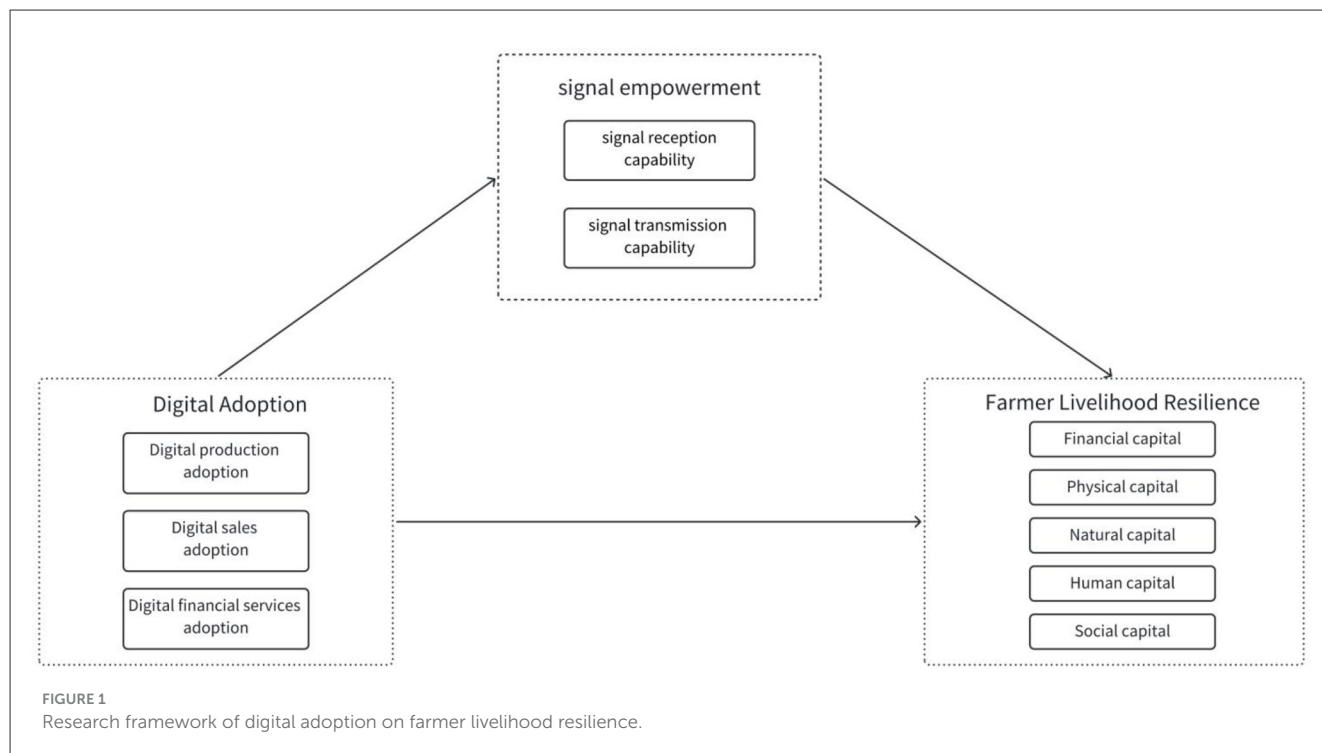 signal empowerment
signal reception
capability
signal transmission
capability
Digital Adoption
Digital production
adoption
Digital sales
adoption
Digital financial services
adoption
Farmer Livelihood Resilience
Financial capital
Physical capital
Natural capital
Human capital
Social capital
FIGURE 1
Research framework of digital adoption on farmer livelihood resilience.